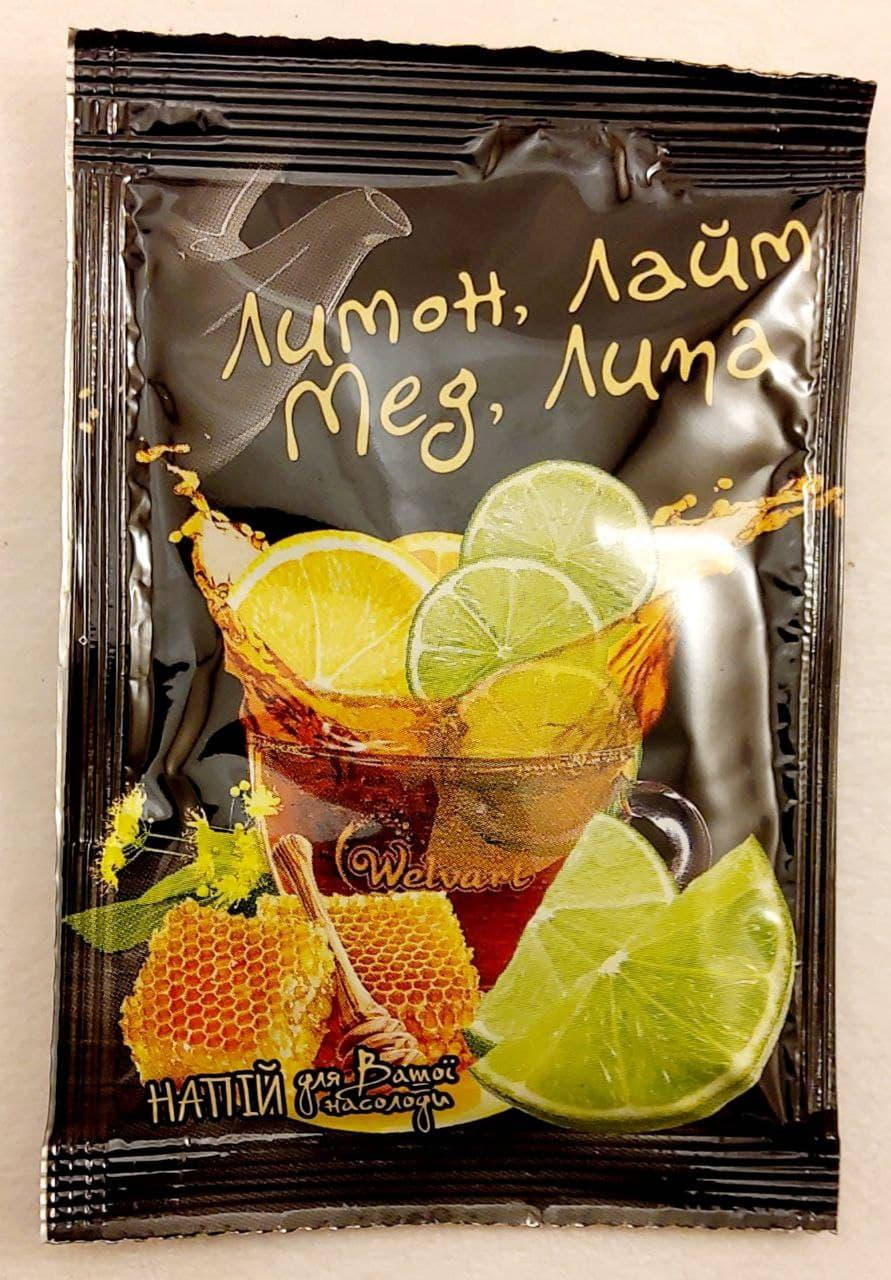 Лимон, Лайм
Мед, Липа
Welvart
НАПІЙ для Вашої
насолоди